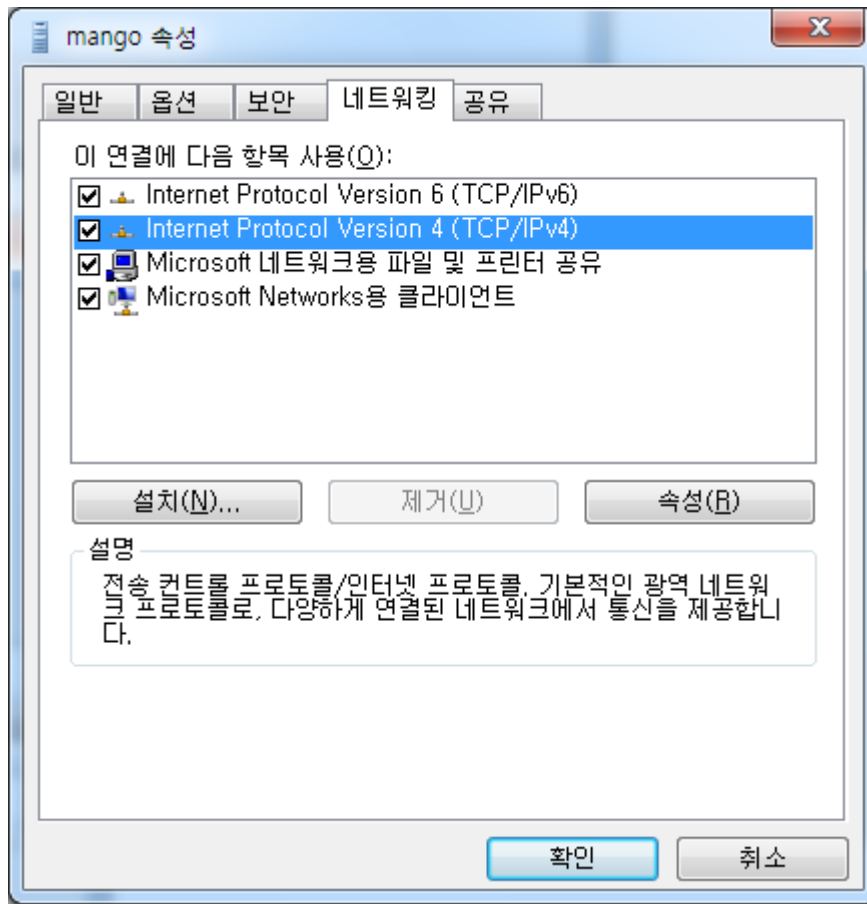 mango 속성
일반 옵션 보안 네트워킹 공유
이 연결에 다음 항목 사용(O):
Internet Protocol Version 6 (TCP/IPv6)
Internet Protocol Version 4 (TCP/IPv4)
Microsoft 네트워크용 파일 및 프린터 공유
Microsoft Networks용 클라이언트
설치(N)... 제거(U) 속성(R)
설명
전송 컨트롤 프로토콜/인터넷 프로토콜. 기본적인 광역 네트워
크 프로토콜로, 다양하게 연결된 네트워크에서 통신을 제공합니
다.
확인 취소